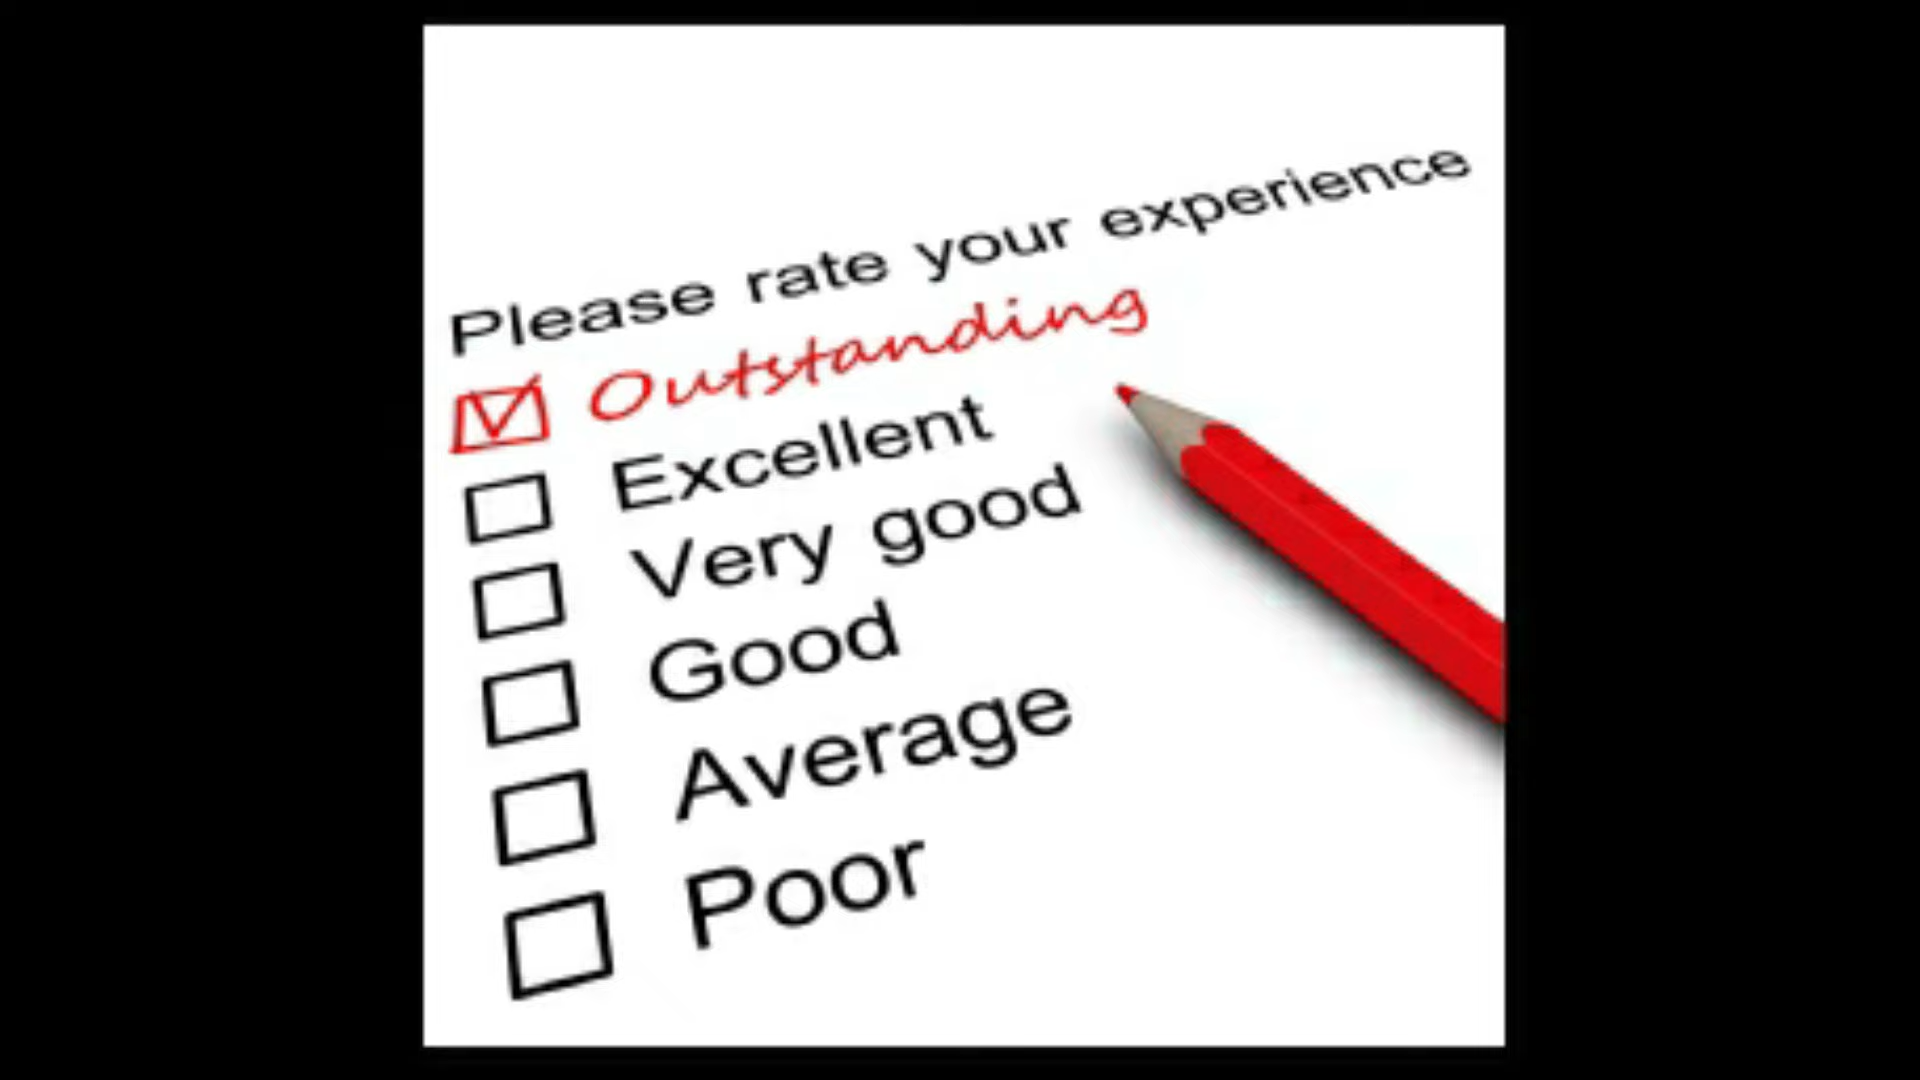 Please rate your experience
Outstanding
Excellent
Very good
Good
Average
Poor